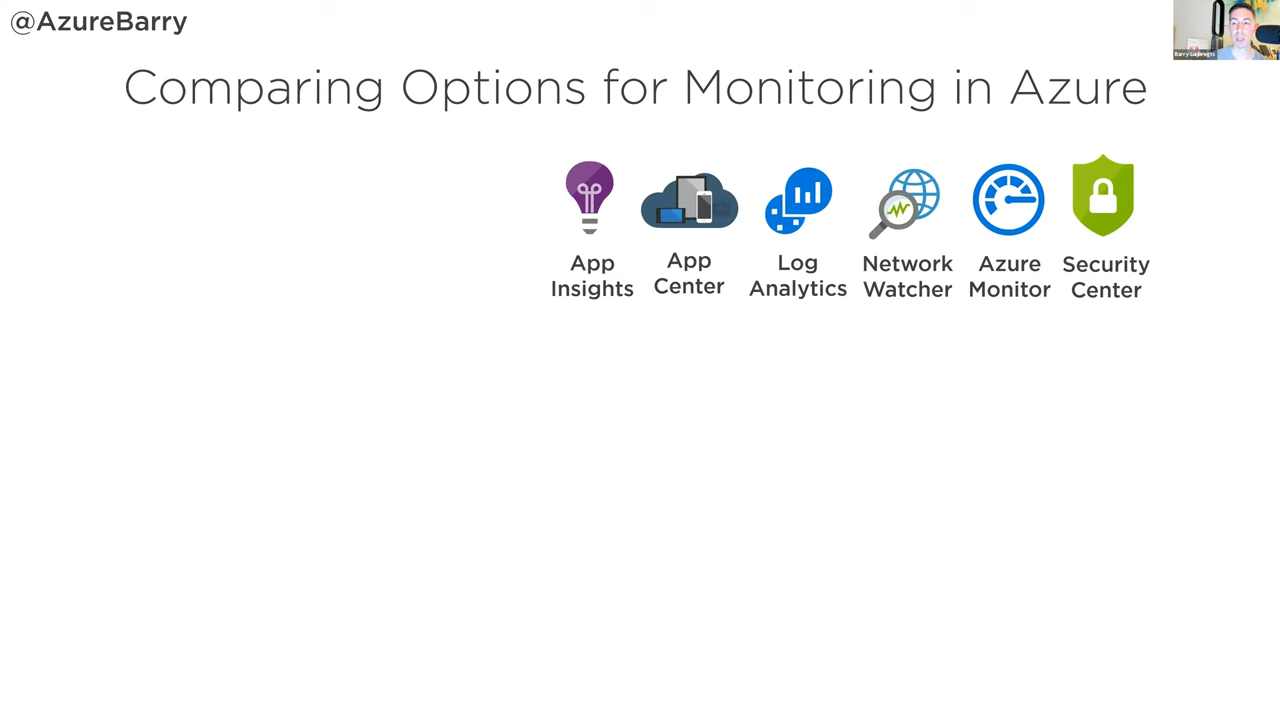 @AzureBarry
Comparing Options for Monitoring in Azure
App
Insights
App
Center
Log
Analytics
Network
Watcher
Azure
Monitor
Security
Center